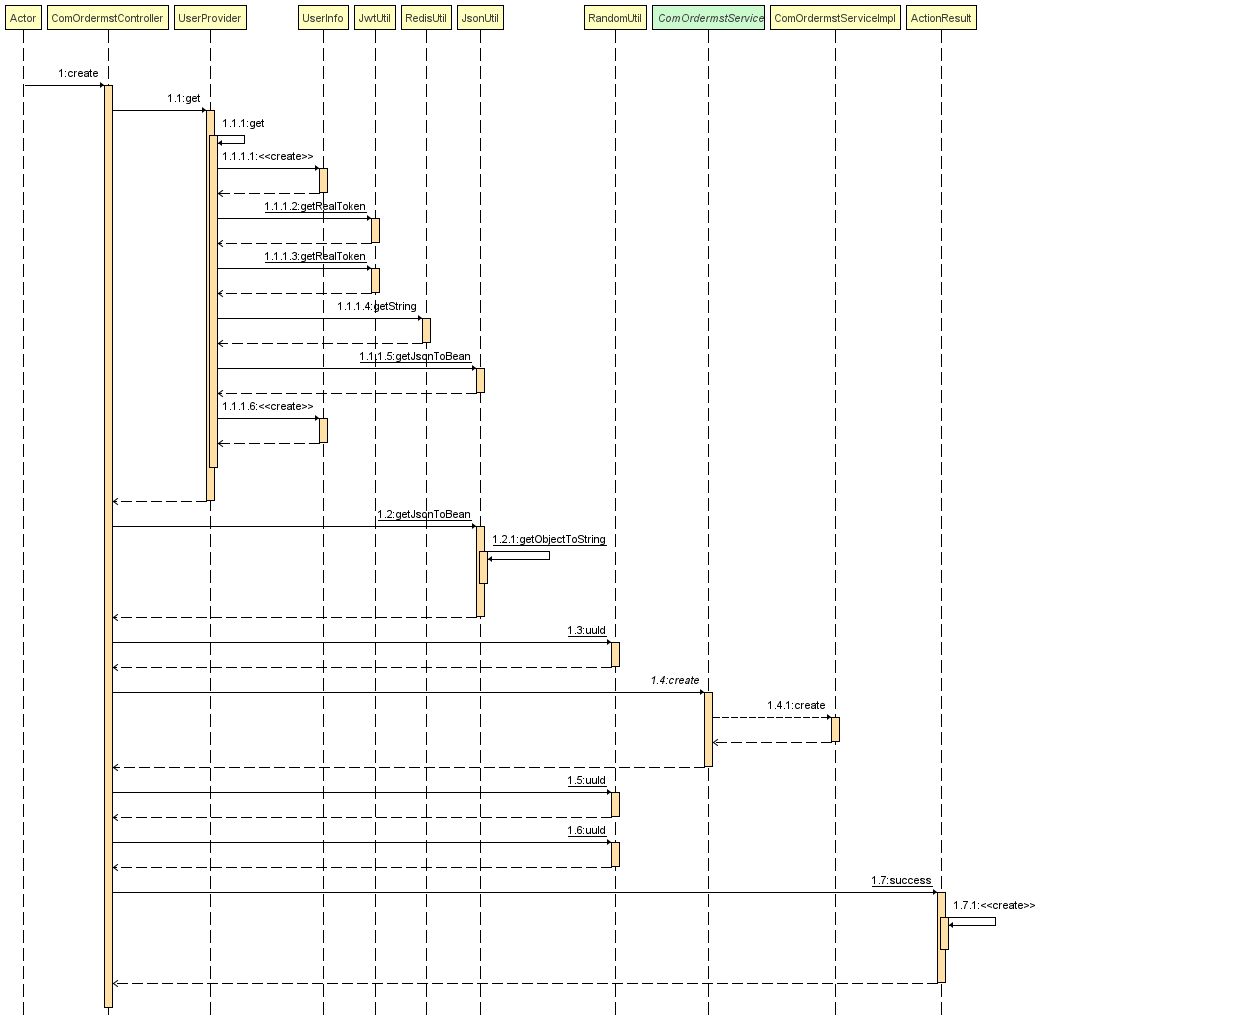 Actor
ComOrdermstController
UserProvider
UserInfo
JwtUtil
RedisUtil
JsonUtil
RandomUtil
ComOrdermstService
ComOrdermstServiceImpl
ActionResult
1:create
1.1:get
1.1.1:get
1.1.1.1:<<create>>
1.1.1.2:getRealToken
1.1.1.3:getRealToken
1.1.1.4:getString
1.1.1.5:getJsonToBean
1.1.1.6:<<create>>
1.2:getJsonToBean
1.2.1:getObjectToString
1.3:uuId
1.4:create
1.4.1:create
1.5:uuId
1.6:uuId
1.7:success
1.7.1:<<create>>